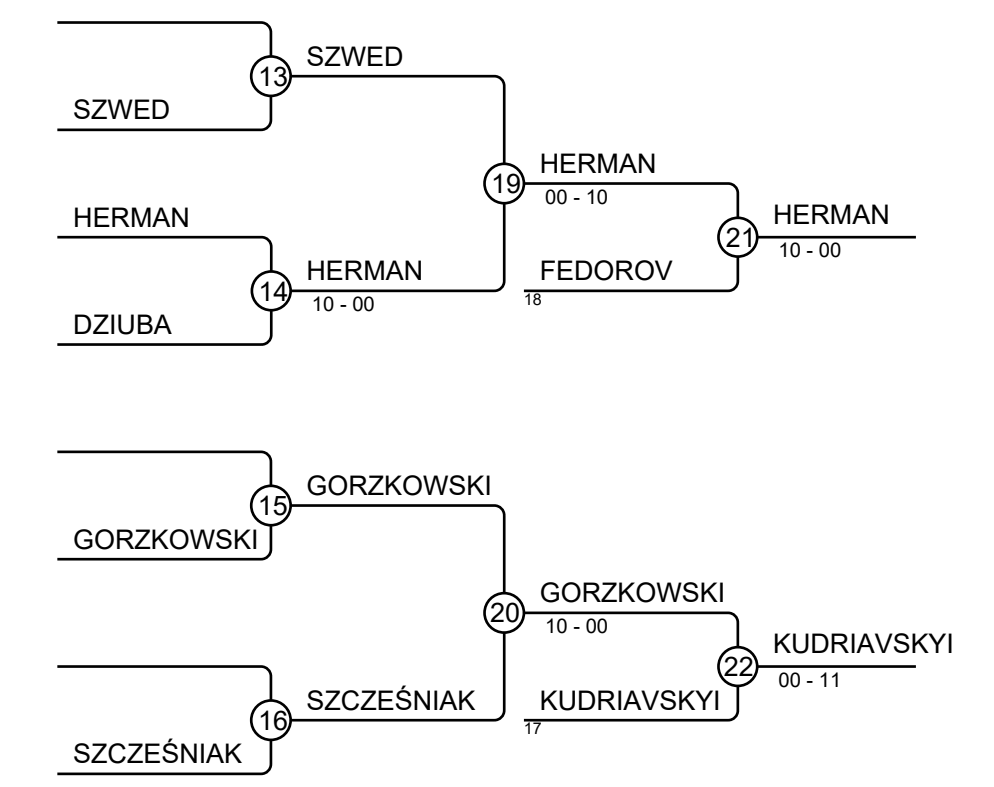 SZWED
13
SZWED
HERMAN
19
00 - 10
HERMAN
HERMAN
21
10 - 00
HERMAN
14
10 - 00
FEDOROV
18
DZIUBA
GORZKOWSKI
15
GORZKOWSKI
GORZKOWSKI
20
10 - 00
KUDRIAVSKYI
22
00 - 11
SZCZEŚNIAK
16
KUDRIAVSKYI
17
SZCZEŚNIAK